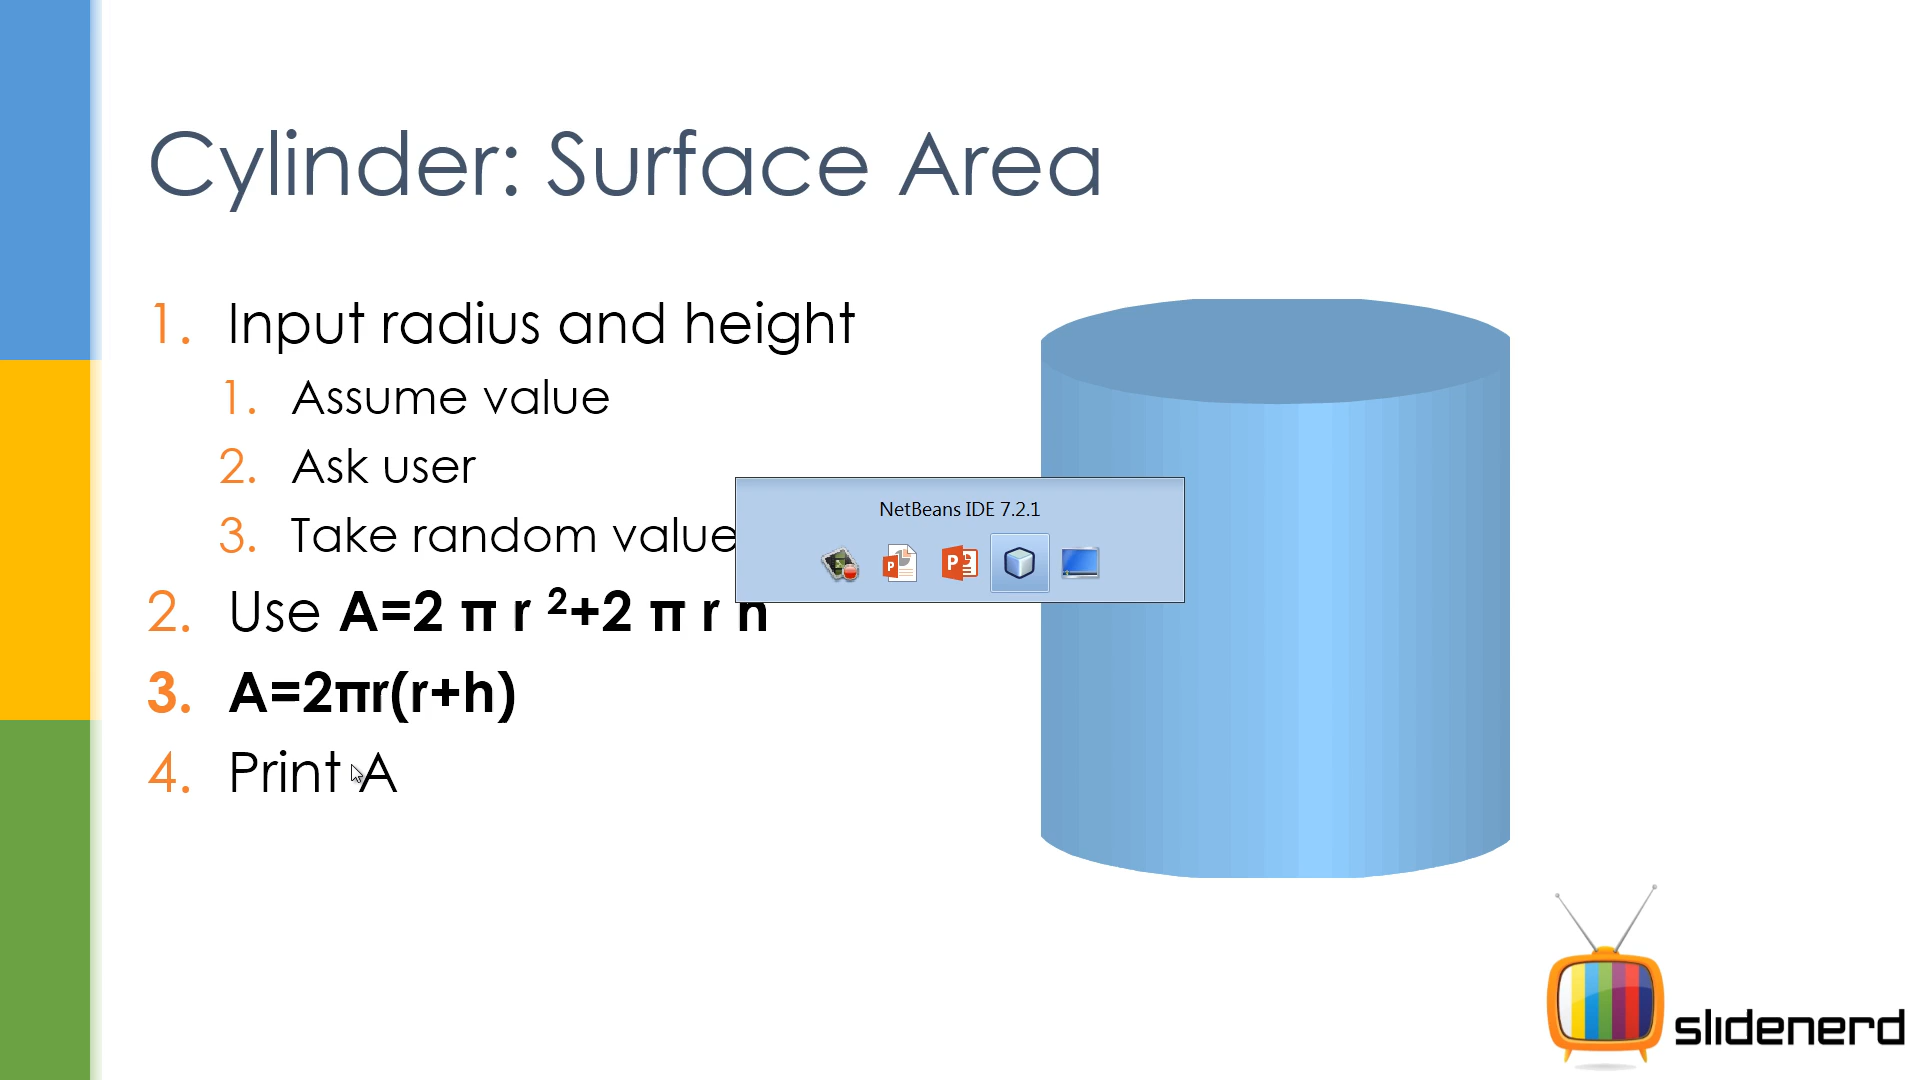 Cylinder: Surface Area
1. Input radius and height
1. Assume value
2. Ask user
3. Take random value
NetBeans IDE 7.2.1
2. Use A=2 π r ²+2 π r h
3. A=2πr(r+h)
4. Print A
slidenerd